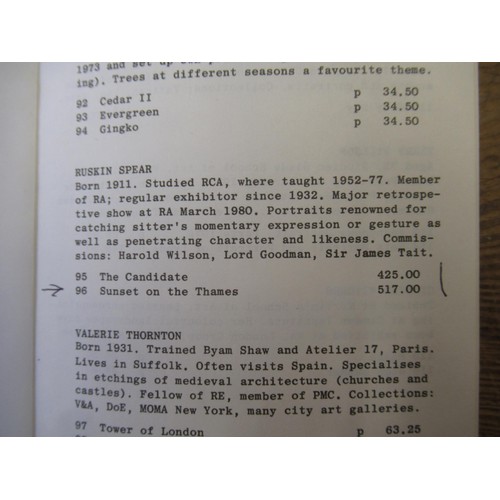 1973 and set up
ing). Trees at different seasons a favourite theme.
92 Cedar II p 34.50
93 Evergreen p 34.50
94 Gingko p 34.50
RUSKIN SPEAR
Born 1911. Studied RCA, where taught 1952-77. Member
of RA; regular exhibitor since 1932. Major retrospe-
tive show at RA March 1980. Portraits renowned for
catching sitter's momentary expression or gesture as
well as penetrating character and likeness. Commis-
sions: Harold Wilson, Lord Goodman, Sir James Tait.
95 The Candidate 425.00
96 Sunset on the Thames 517.00
VALERIE THORNTON
Born 1931. Trained Byam Shaw and Atelier 17, Paris.
Lives in Suffolk. Often visits Spain. Specialises
in etchings of medieval architecture (churches and
castles). Fellow of RE, member of PMC. Collections:
V&A, DoE, MOMA New York, many city art galleries.
97 Tower of London p 63.25